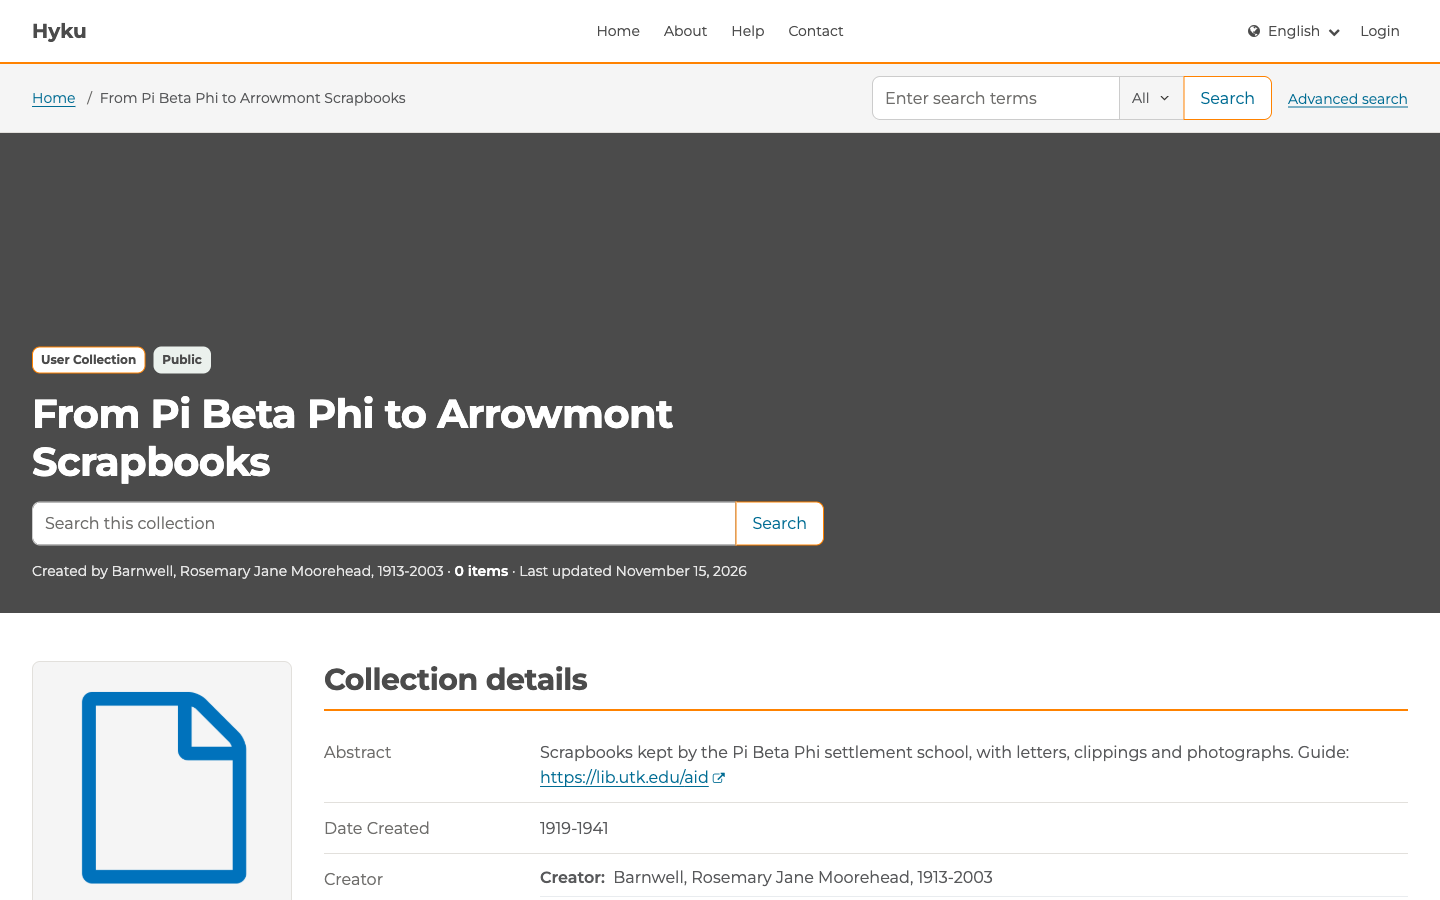 Hyku
Home
About
Help
Contact
English
Login
Home / From Pi Beta Phi to Arrowmont Scrapbooks
Enter search terms
All
Search
Advanced search
User Collection
Public
From Pi Beta Phi to Arrowmont
Scrapbooks
Search this collection
Search
Created by Barnwell, Rosemary Jane Moorehead, 1913-2003 · 0 items · Last updated November 15, 2026
Collection details
Abstract
Scrapbooks kept by the Pi Beta Phi settlement school, with letters, clippings and photographs. Guide:
https://lib.utk.edu/aid
Date Created
1919-1941
Creator
Creator: Barnwell, Rosemary Jane Moorehead, 1913-2003